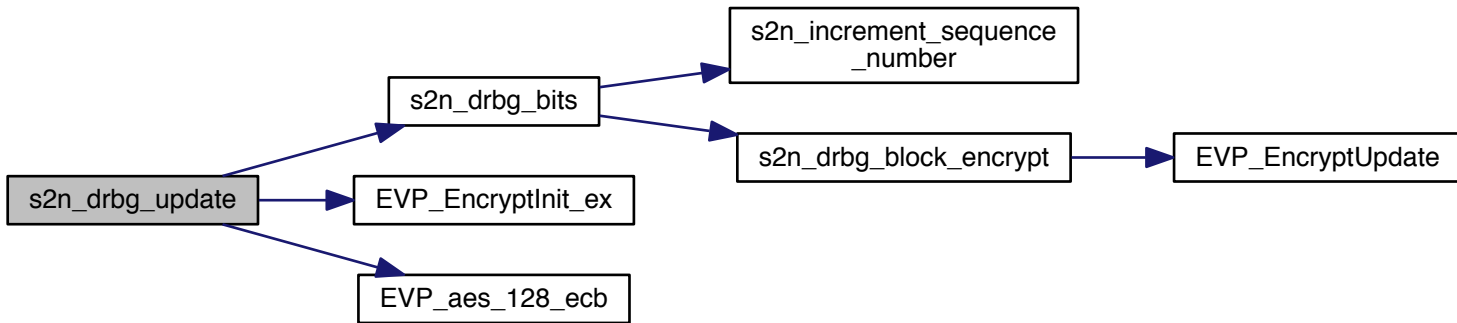 s2n_increment_sequence
_number
s2n_drbg_bits
s2n_drbg_block_encrypt
EVP_EncryptUpdate
s2n_drbg_update
EVP_EncryptInit_ex
EVP_aes_128_ecb